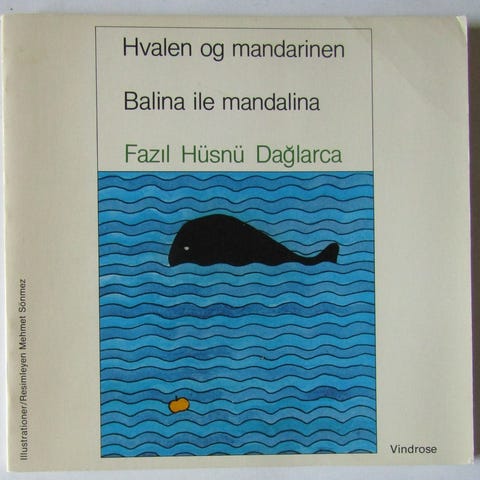 Hvalen og mandarinen
Balina ile mandalina
Fazıl Hüsnü Dağlarca
Illustrationer/Resimleyen Mehmet Sönmez
Vindrose